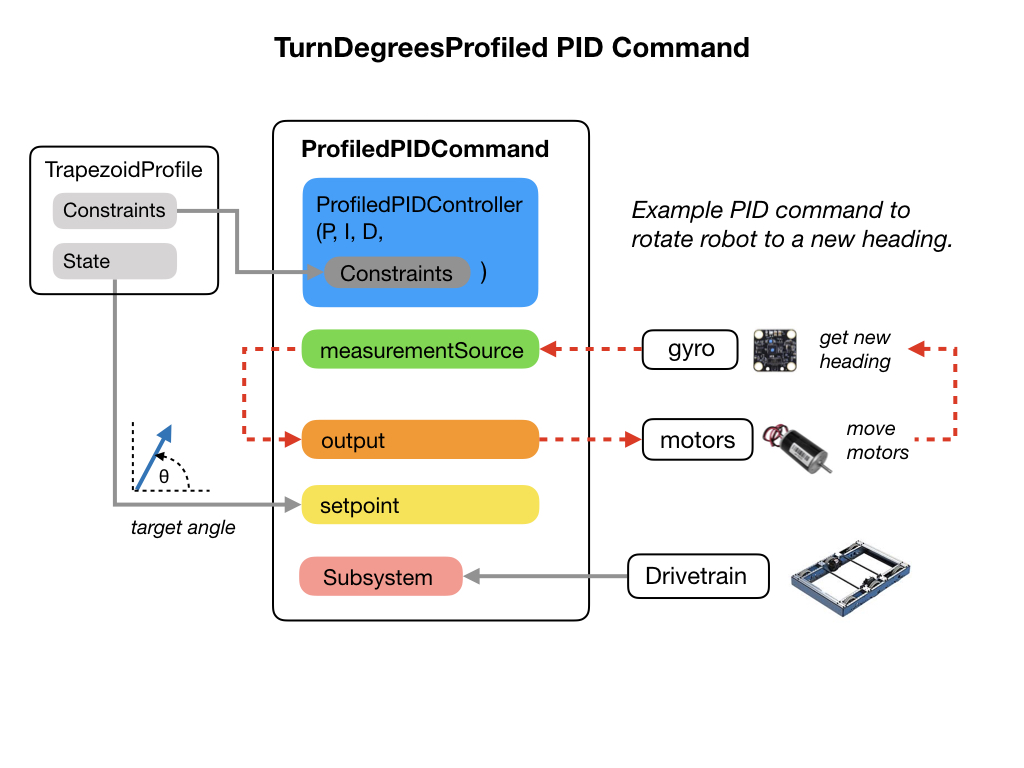 TurnDegreesProfiled PID Command
TrapezoidProfile
Constraints
State
ProfiledPIDCommand
ProfiledPIDController
(P, I, D,
Constraints )
Example PID command to
rotate robot to a new heading.
measurementSource
gyro
get new
heading
output
motors
move
motors
θ
setpoint
target angle
Subsystem
Drivetrain